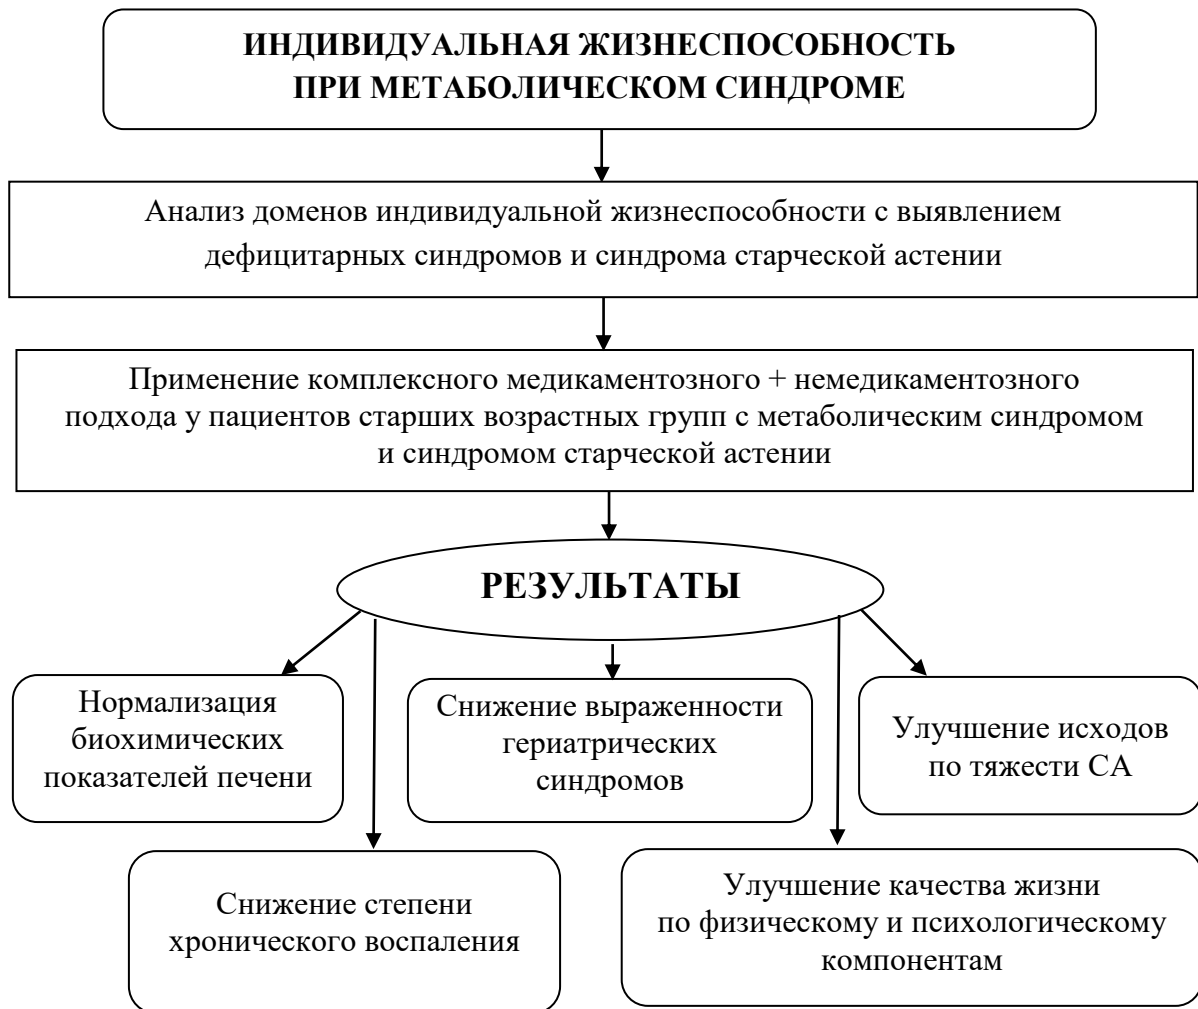 ИНДИВИДУАЛЬНАЯ ЖИЗНЕСПОСОБНОСТЬ
ПРИ МЕТАБОЛИЧЕСКОМ СИНДРОМЕ
Анализ доменов индивидуальной жизнеспособности с выявлением
дефицитарных синдромов и синдрома старческой астении
Применение комплексного медикаментозного + немедикаментозного
подхода у пациентов старших возрастных групп с метаболическим синдромом
и синдромом старческой астении
РЕЗУЛЬТАТЫ
Нормализация
биохимических
показателей печени
Снижение выраженности
гериатрических
синдромов
Улучшение исходов
по тяжести СА
Снижение степени
хронического воспаления
Улучшение качества жизни
по физическому и психологическому
компонентам